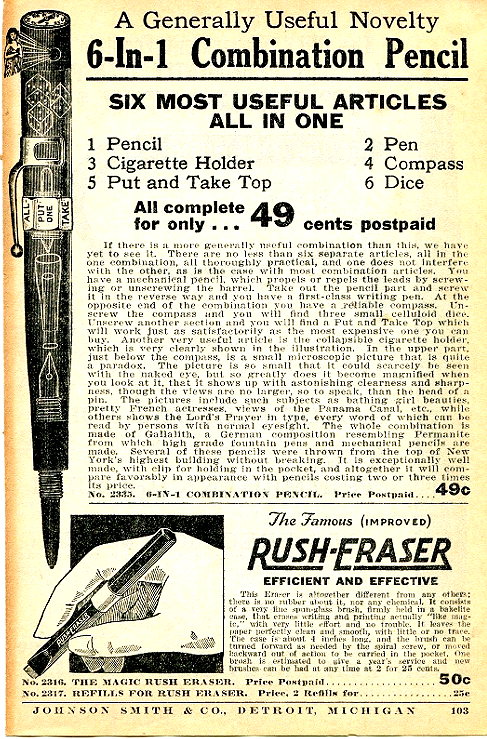 A Generally Useful Novelty
6-In-1 Combination Pencil
SIX MOST USEFUL ARTICLES
ALL IN ONE
1 Pencil 2 Pen
3 Cigarette Holder 4 Compass
5 Put and Take Top 6 Dice
All complete
for only ... 49 cents postpaid
ALL-
PUT
ONE
TAKE
If there is a more generally useful combination than this, we have
yet to see it. There are no less than six separate articles, all in the
one combination, all thoroughly practical, and one does not interfere
with the other, as is the case with most combination articles. You
have a mechanical pencil, which propels or repels the leads by screw-
ing or unscrewing the barrel. Take out the pencil part and screw
it in the reverse way and you have a first-class writing pen. At the
opposite end of the combination you have a reliable compass. Un-
screw the compass and you will find three small celluloid dice.
Unscrew another section and you will find a Put and Take Top which
will work just as satisfactorily as the most expensive one you can
buy. Another very useful article is the collapsible cigarette holder,
which is very clearly shown in the illustration. In the upper part,
just below the compass, is a small microscopic picture that is quite
a paradox. The picture is so small that it could scarcely be seen
with the naked eye, but so greatly does it become magnified when
you look at it, that it shows up with astonishing clearness and sharp-
ness, though the views are no larger, so to speak, than the head of a
pin. The pictures include such subjects as bathing girl beauties,
pretty French actresses, views of the Panama Canal, etc., while
others shows the Lord's Prayer in type, every word of which can be
read by persons with normal eyesight. The whole combination is
made of Gallalith, a German composition resembling Permanite
from which high grade fountain pens and mechanical pencils are
made. Several of these pencils were thrown from the top of New
York's highest building without breaking. It is exceptionally well
made, with clip for holding in the pocket, and altogether it will com-
pare favorably in appearance with pencils costing two or three times
its price.
No. 2335. 6-IN-1 COMBINATION PENCIL. Price Postpaid.... 49c
The Famous (IMPROVED)
RUSH-ERASER
EFFICIENT AND EFFECTIVE
This Eraser is altogether different from any others;
there is no rubber about it, nor any chemical. It consists
of a very fine spun-glass brush, firmly held in a bakelite
case, that erases writing and printing actually "like mag-
ic," with very little effort and no trouble. It leaves the
paper perfectly clean and smooth, with little or no trace.
The case is about 4 inches long, and the brush can be
turned forward as needed by the spiral screw, or moved
backward out of action to be carried in the pocket. One
brush is estimated to give a year's service and new
brushes can be had at any time at 2 for 25 cents.
No. 2316. THE MAGIC RUSH ERASER. Price Postpaid.................... 50c
No. 2317. REFILLS FOR RUSH ERASER. Price, 2 Refills for................25c
JOHNSON SMITH & CO., DETROIT, MICHIGAN 103